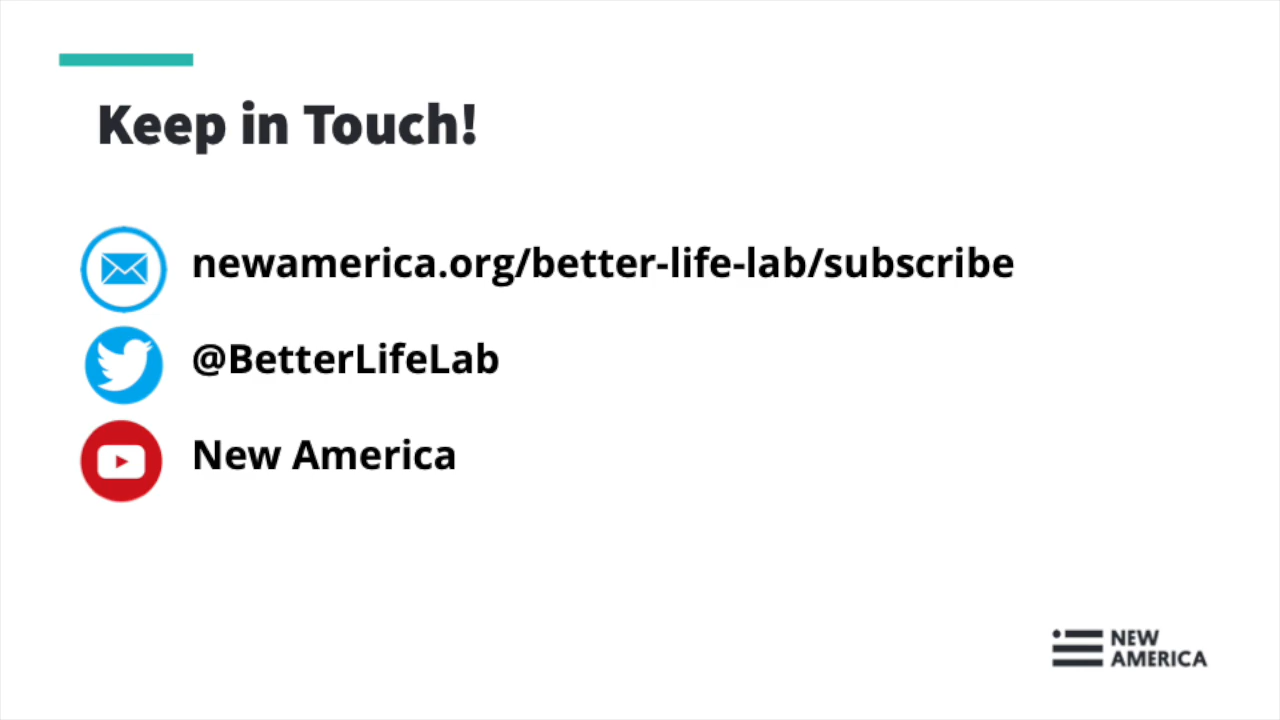 Keep in Touch!
newamerica.org/better-life-lab/subscribe
@BetterLifeLab
New America
NEW
AMERICA